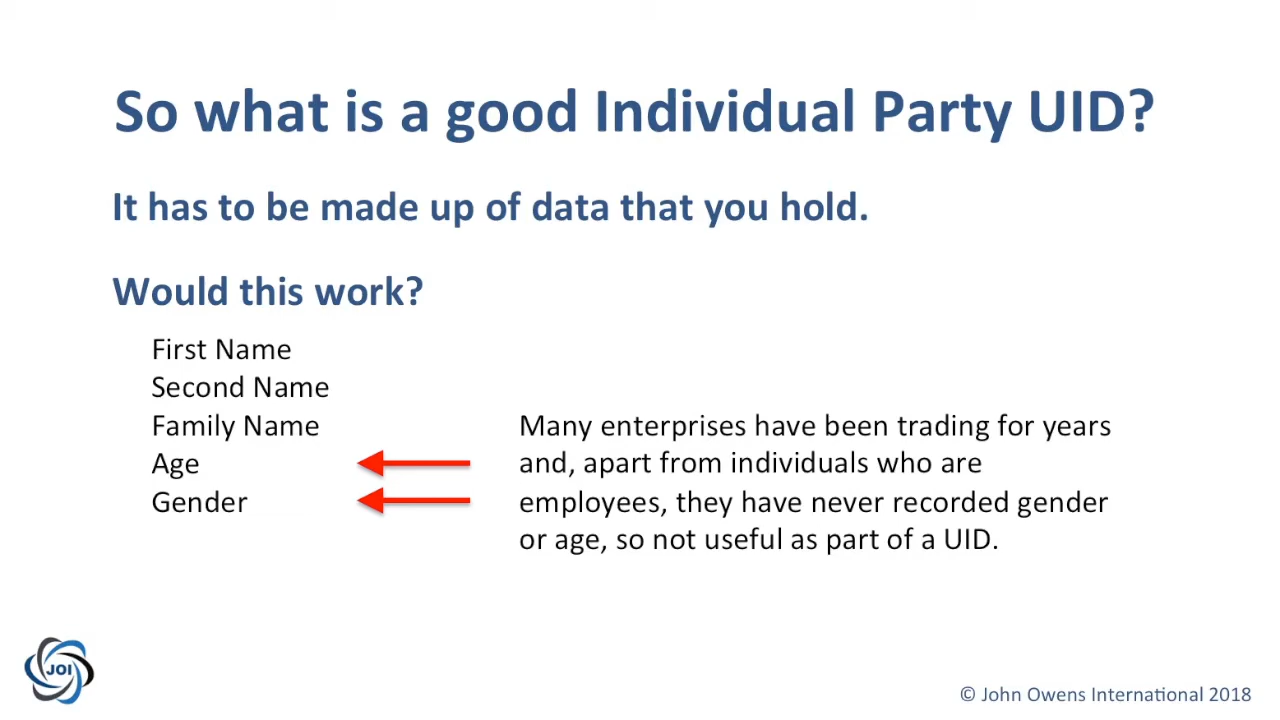 So what is a good Individual Party UID?
It has to be made up of data that you hold.
Would this work?
First Name
Second Name
Family Name
Age
Gender
Many enterprises have been trading for years
and, apart from individuals who are
employees, they have never recorded gender
or age, so not useful as part of a UID.
JOI
© John Owens International 2018